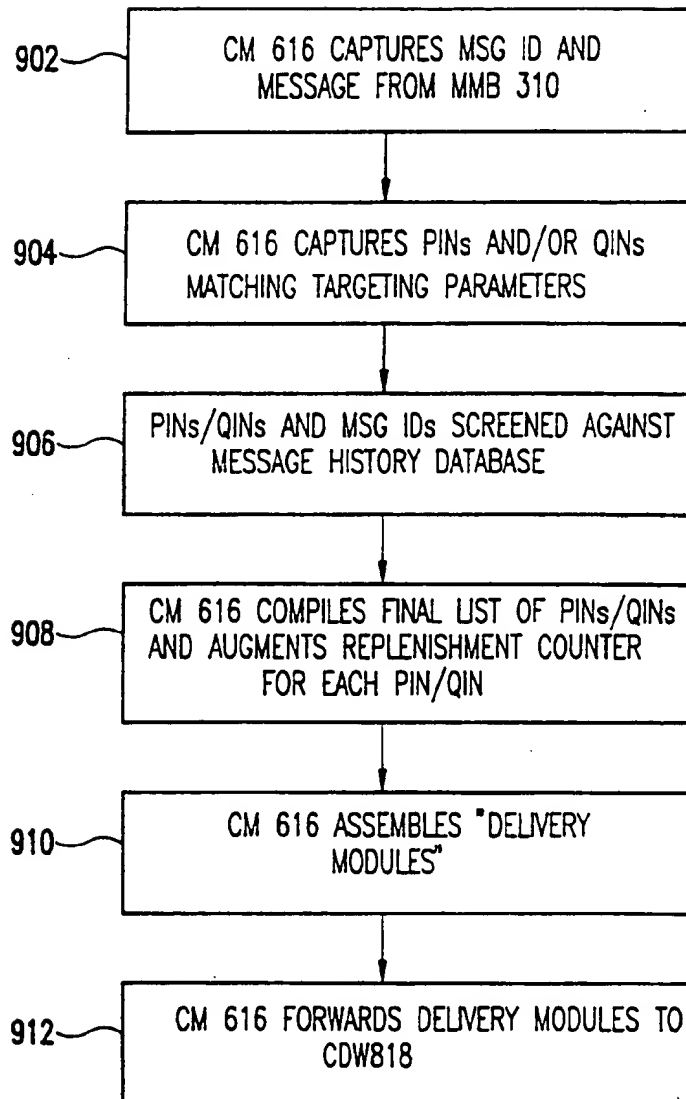 902
CM 616 CAPTURES MSG ID AND
MESSAGE FROM MMB 310
904
CM 616 CAPTURES PINs AND/OR QINs
MATCHING TARGETING PARAMETERS
906
PINs/QINs AND MSG IDs SCREENED AGAINST
MESSAGE HISTORY DATABASE
908
CM 616 COMPILES FINAL LIST OF PINs/QINs
AND AUGMENTS REPLENISHMENT COUNTER
FOR EACH PIN/QIN
910
CM 616 ASSEMBLES "DELIVERY
MODULES"
912
CM 616 FORWARDS DELIVERY MODULES TO
CDW818